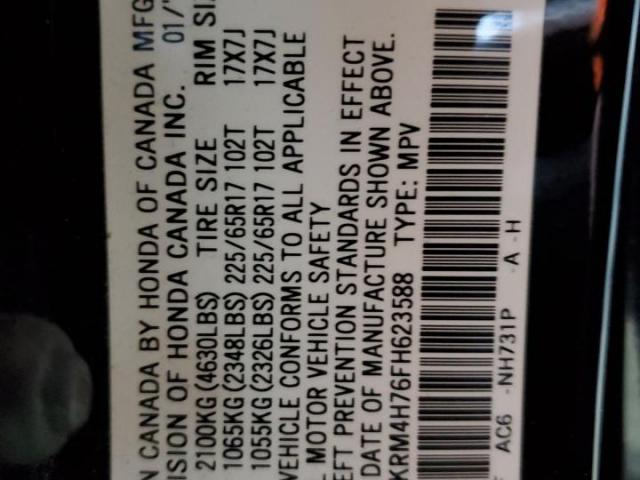 N CANADA BY HONDA OF CANADA MFG
ISION OF HONDA CANADA INC. 01/
2100KG (4630LBS) TIRE SIZE RIM SI
1065KG (2348LBS) 225/65R17 102T 17X7J
1055KG (2326LBS) 225/65R17 102T 17X7J
VEHICLE CONFORMS TO ALL APPLICABLE
MOTOR VEHICLE SAFETY
EFT PREVENTION STANDARDS IN EFFECT
DATE OF MANUFACTURE SHOWN ABOVE.
KRM4H76FH623588 TYPE: MPV
AC6 -NH731P -A -H